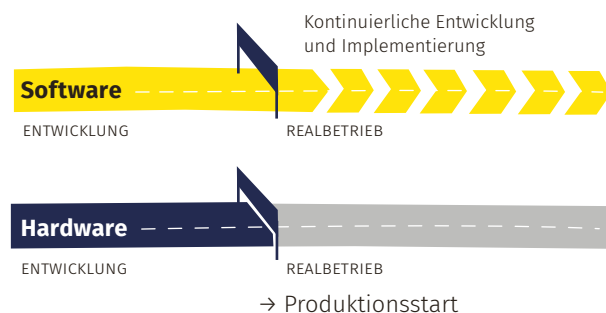 Kontinuierliche Entwicklung
und Implementierung
Software
ENTWICKLUNG REALBETRIEB
Hardware
ENTWICKLUNG REALBETRIEB
→ Produktionsstart